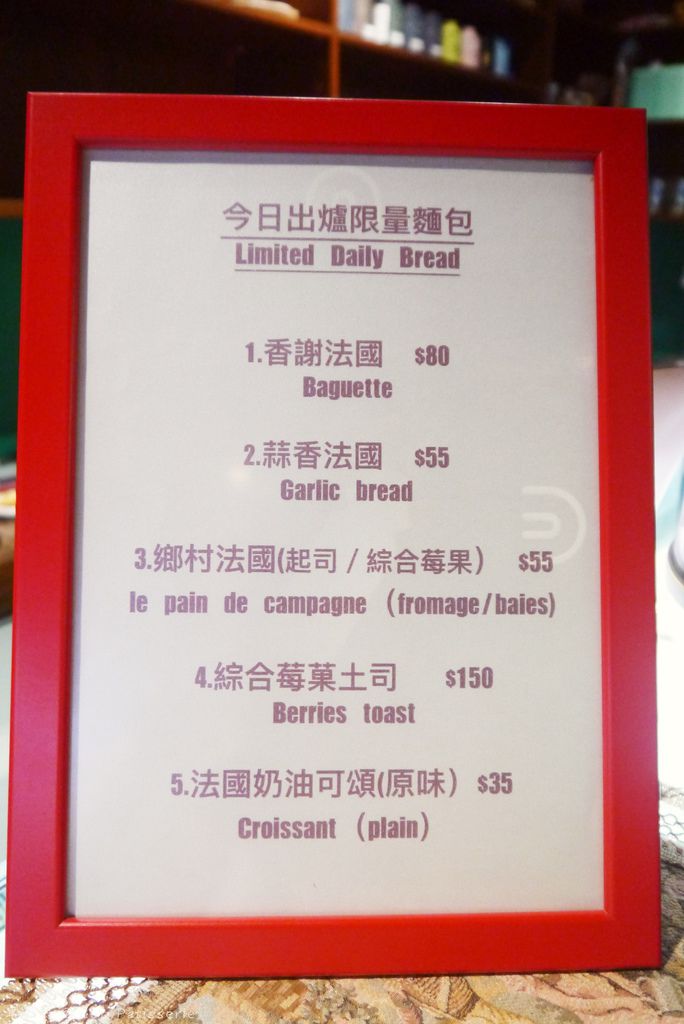 今日出爐限量麵包
Limited Daily Bread
1.香謝法國 $80
Baguette
2.蒜香法國 $55
Garlic bread
3.鄉村法國(起司/綜合莓果) $55
le pain de campagne (fromage/baies)
4.綜合莓菓土司 $150
Berries toast
5.法國奶油可頌(原味) $35
Croissant (plain)
Patisserie